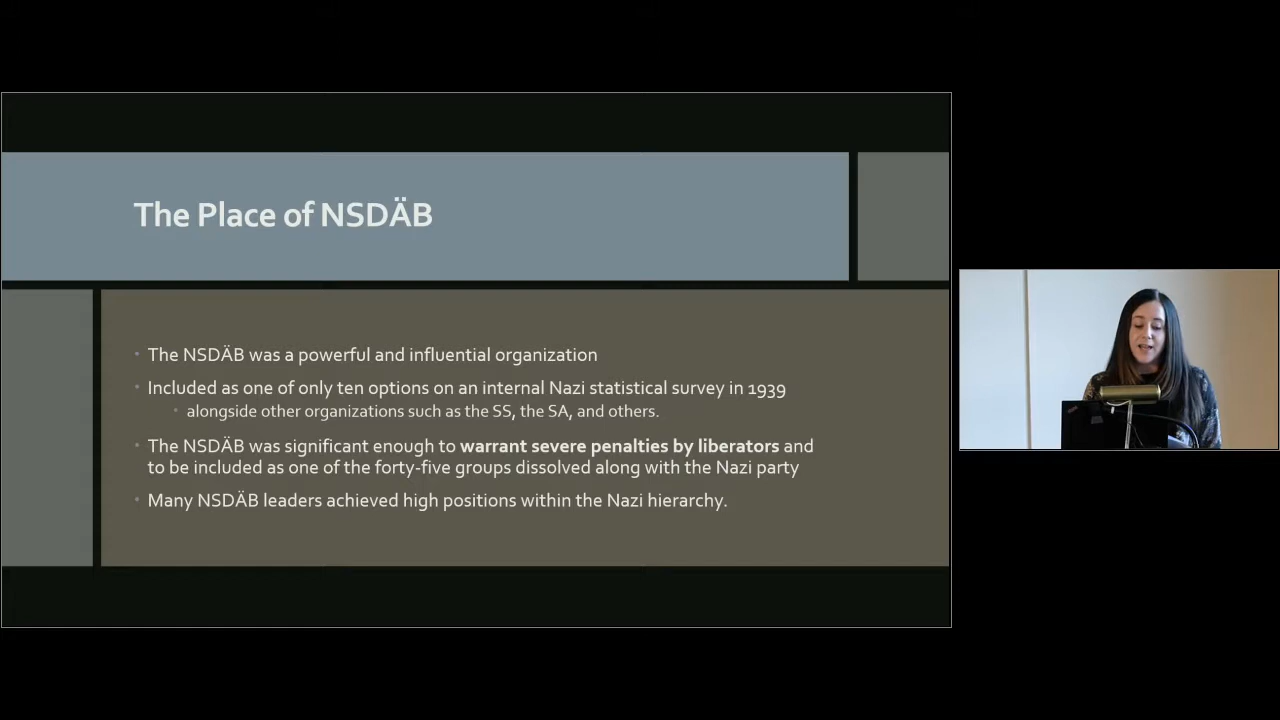 The Place of NSDÄB
The NSDÄB was a powerful and influential organization
Included as one of only ten options on an internal Nazi statistical survey in 1939
alongside other organizations such as the SS, the SA, and others.
The NSDÄB was significant enough to warrant severe penalties by liberators and
to be included as one of the forty-five groups dissolved along with the Nazi party
Many NSDÄB leaders achieved high positions within the Nazi hierarchy.